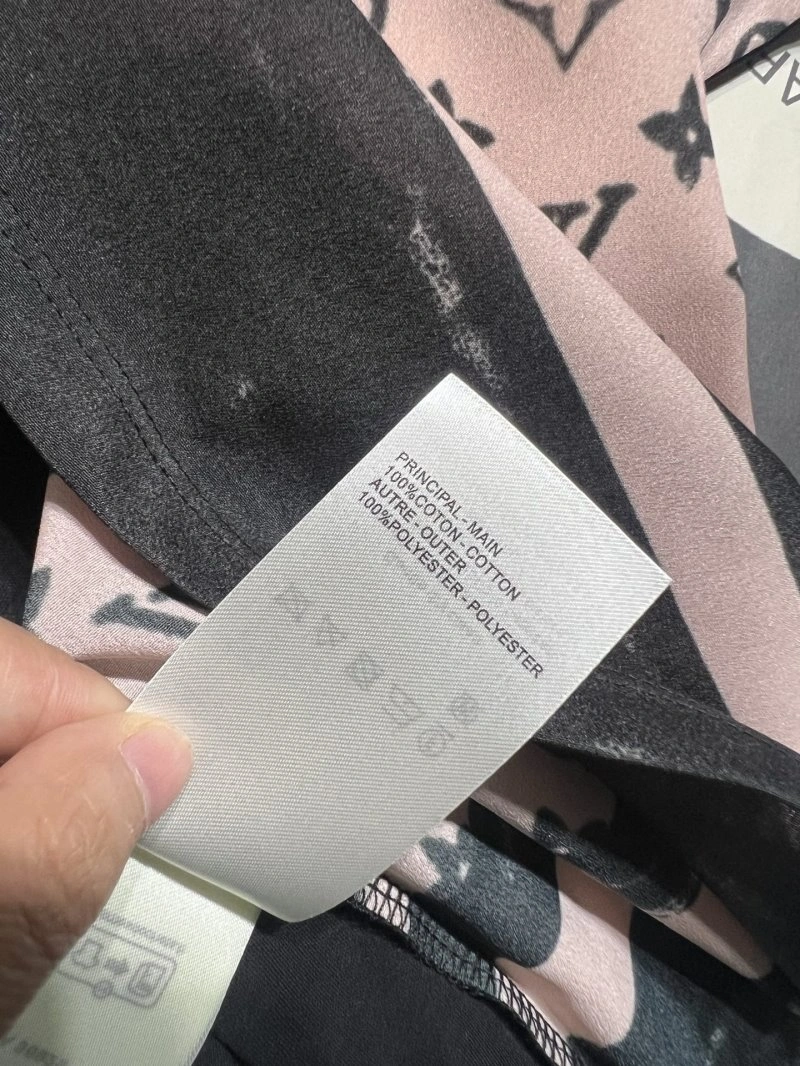 PRINCIPAL - MAIN
100%COTON - COTTON
AUTRE - OUTER
100%POLYESTER - POLYESTER